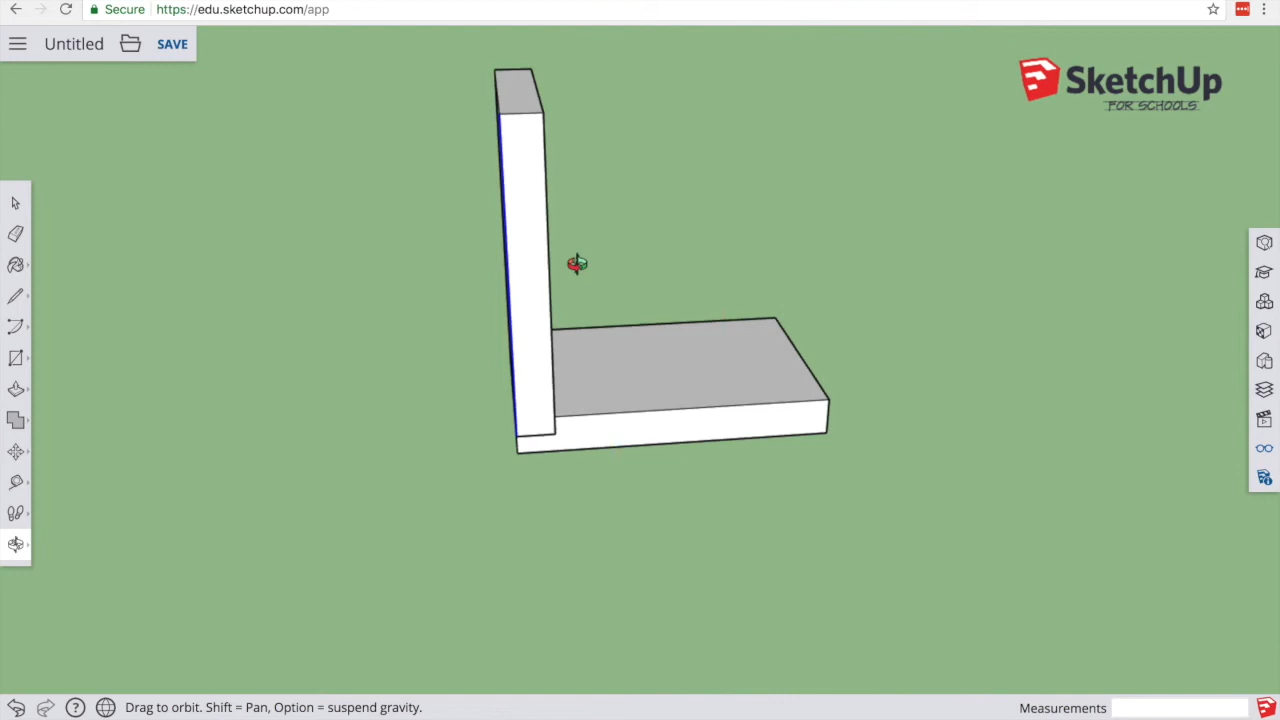 Secure https://edu.sketchup.com/app
Untitled SAVE
SketchUp
FOR SCHOOLS
Drag to orbit. Shift = Pan, Option = suspend gravity.
Measurements